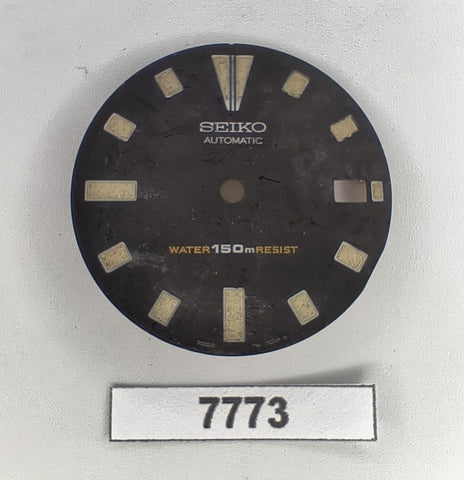 SEIKO
AUTOMATIC
WATER 150m RESIST
7773